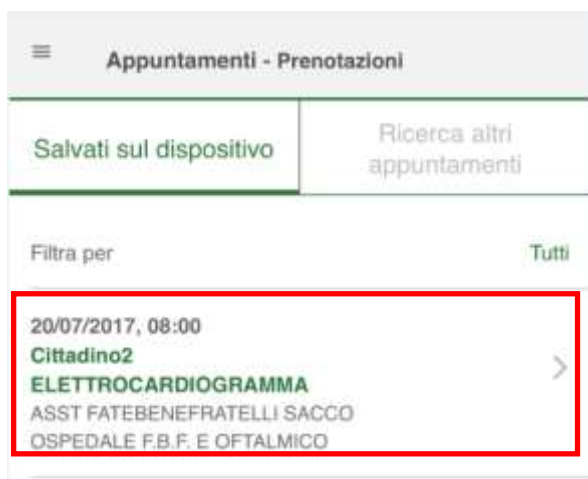 Appuntamenti - Prenotazioni
Salvati sul dispositivo
Ricerca altri
appuntamenti
Filtra per
Tutti
20/07/2017, 08:00
Cittadino2
ELETTROCARDIOGRAMMA
ASST FATEBENEFRATELLI SACCO
OSPEDALE F.B.F. E OFTALMICO